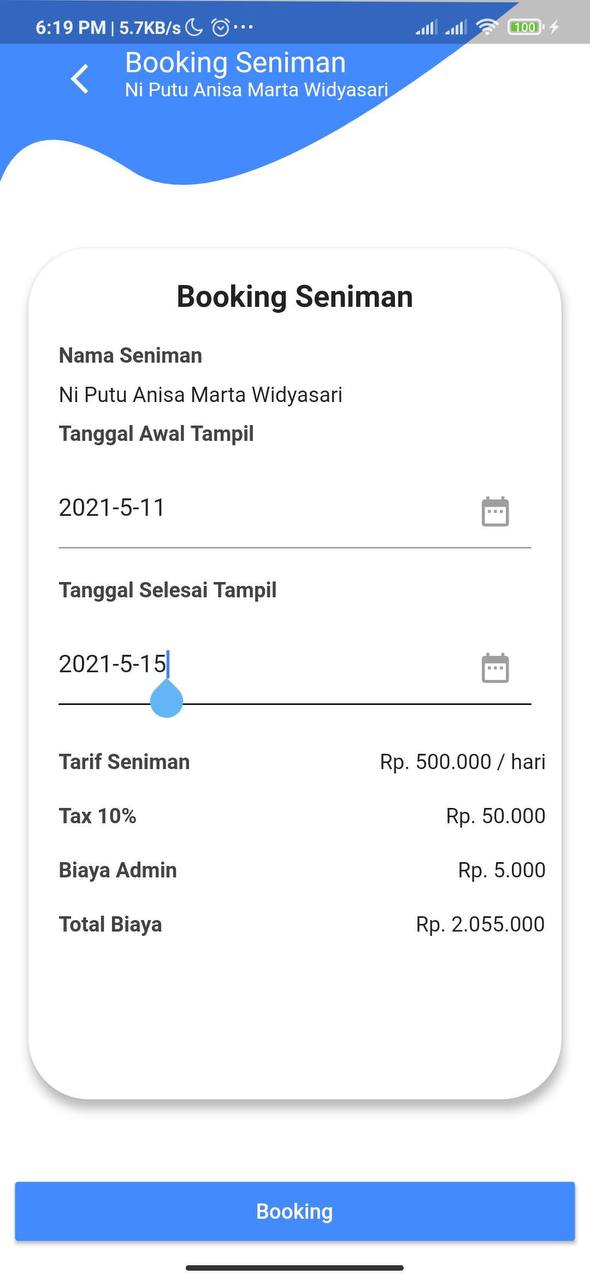 6:19 PM | 5.7KB/s
100
Booking Seniman
Ni Putu Anisa Marta Widyasari
Booking Seniman
Nama Seniman
Ni Putu Anisa Marta Widyasari
Tanggal Awal Tampil
2021-5-11
Tanggal Selesai Tampil
2021-5-15
Tarif Seniman Rp. 500.000 / hari
Tax 10% Rp. 50.000
Biaya Admin Rp. 5.000
Total Biaya Rp. 2.055.000
Booking